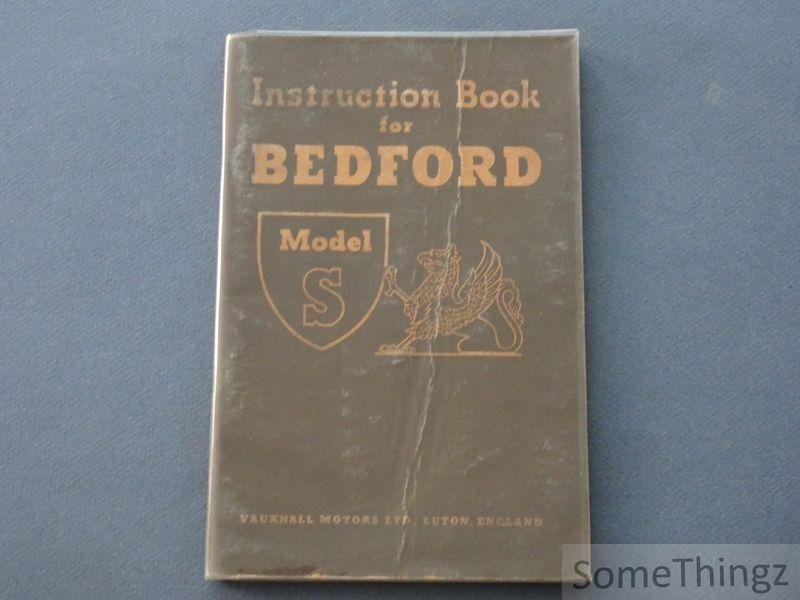 Instruction Book
for
BEDFORD
Model
S
VAUXHALL MOTORS LTD. LUTON, ENGLAND
SomeThingz